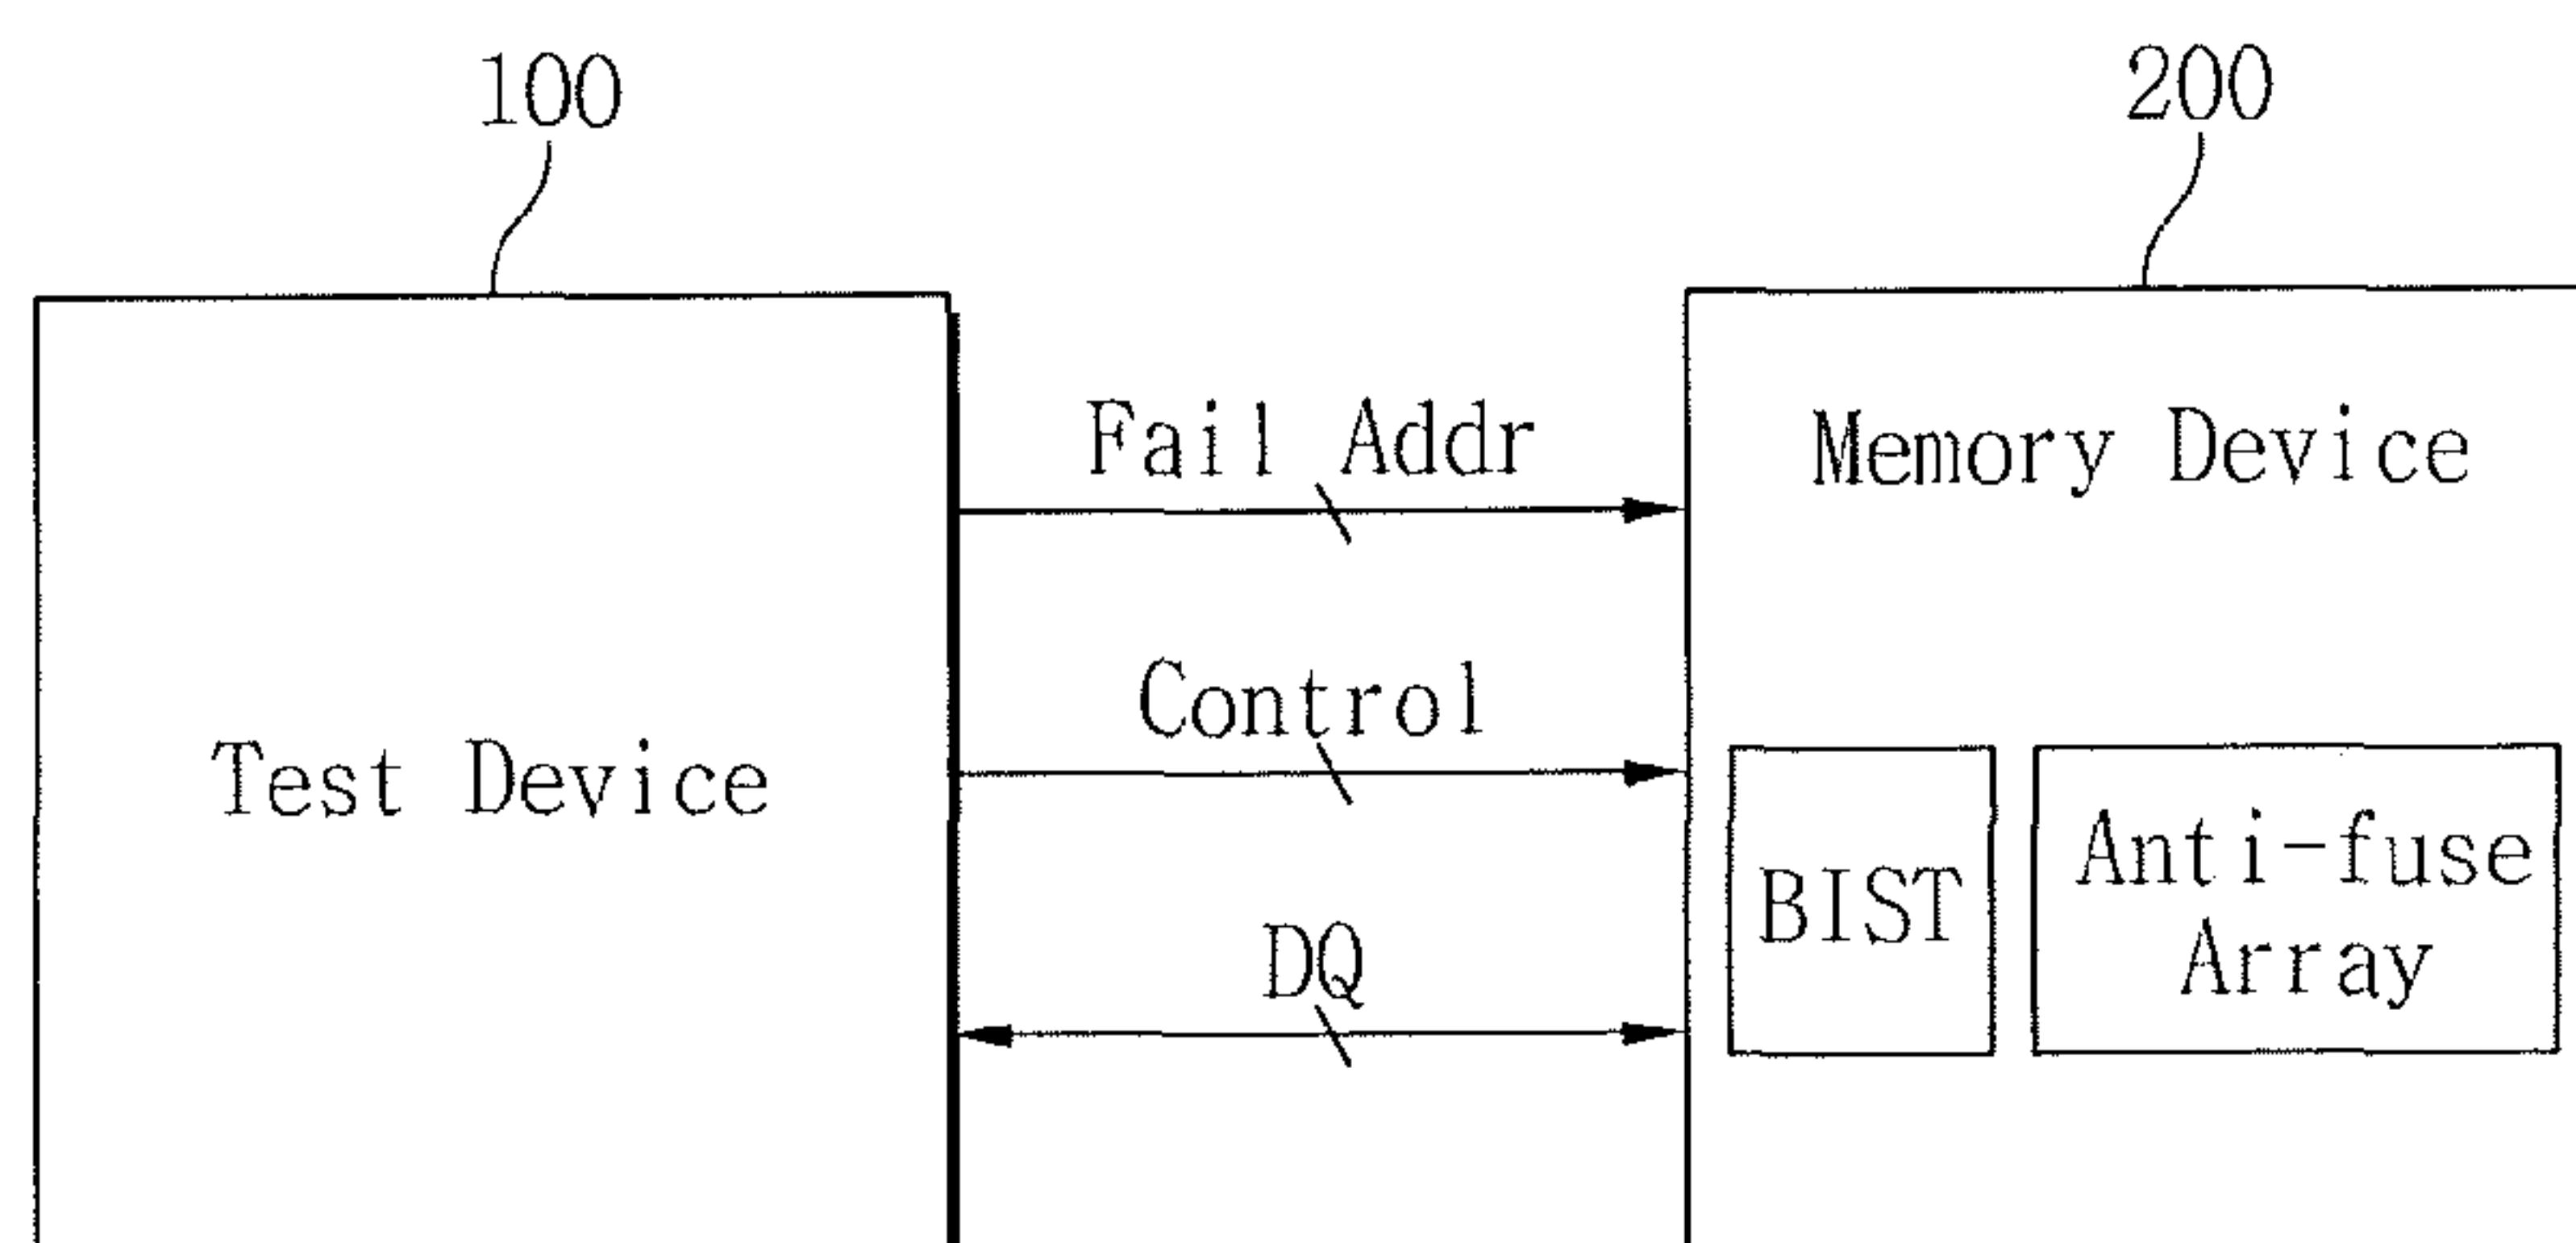 100
200
Fail Addr
Memory Device
Control
Test Device
BIST
Anti-fuse
Array
DQ